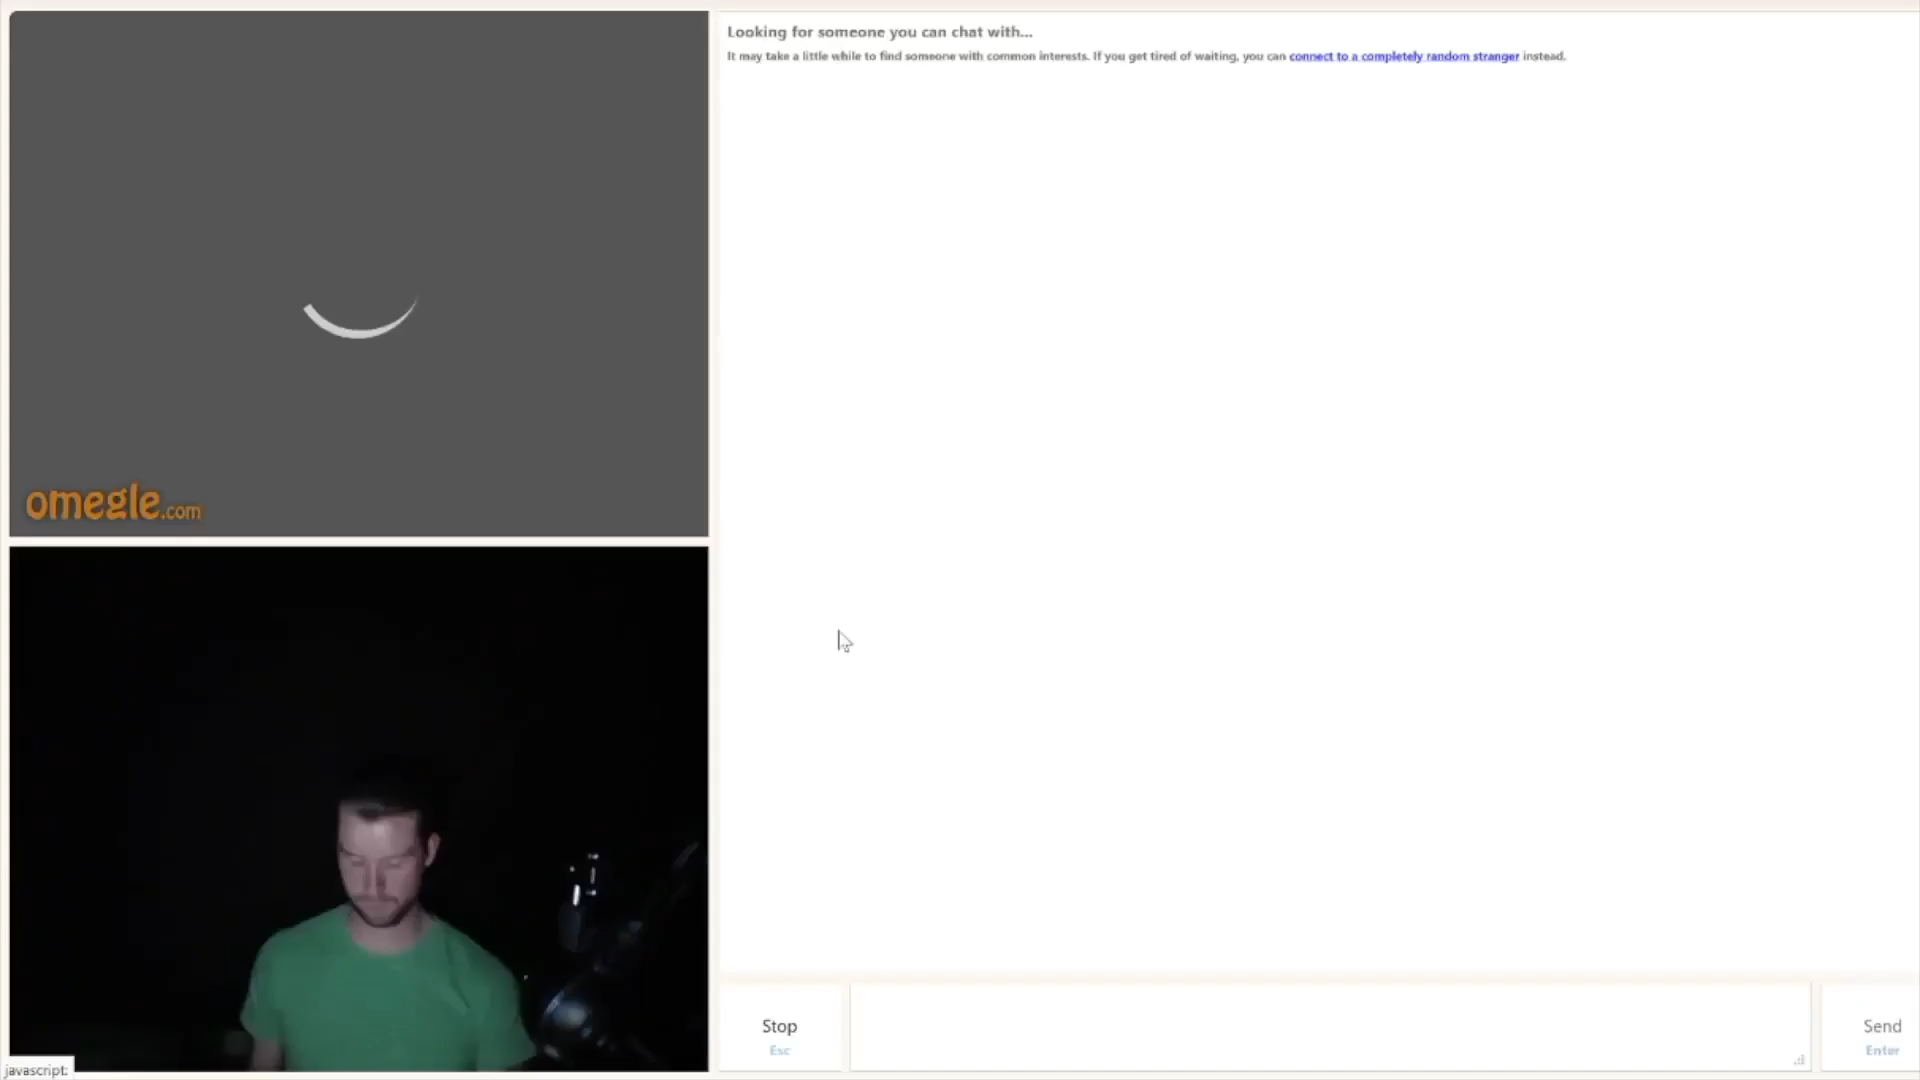 Looking for someone you can chat with...
It may take a little while to find someone with common interests. If you get tired of waiting, you can connect to a completely random stranger instead.
omegle.com
Stop
Esc
Send
Enter
javascript: